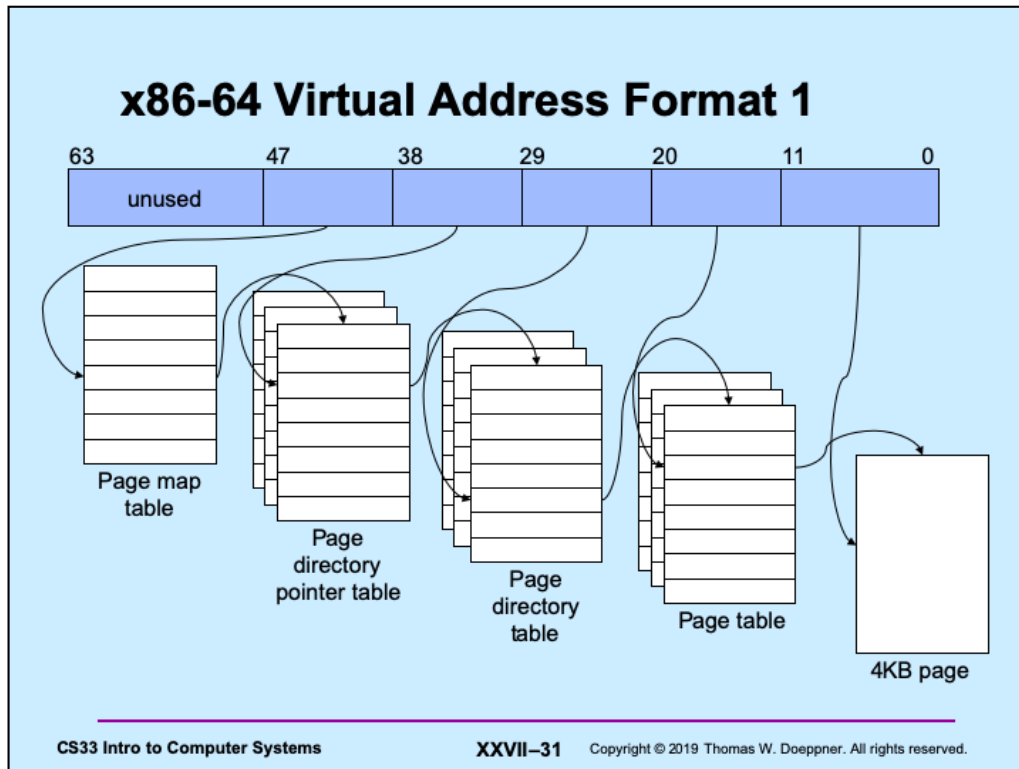 x86-64 Virtual Address Format 1
63 47 38 29 20 11 0
unused
Page map
table
Page
directory
pointer table
Page
directory
table
Page table
4KB page
CS33 Intro to Computer Systems XXVII–31 Copyright © 2019 Thomas W. Doeppner. All rights reserved.